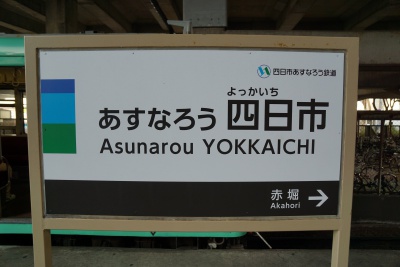 四日市あすなろう鉄道
よっかいち
あすなろう 四日市
Asunarou YOKKAICHI
赤堀
Akahori
→